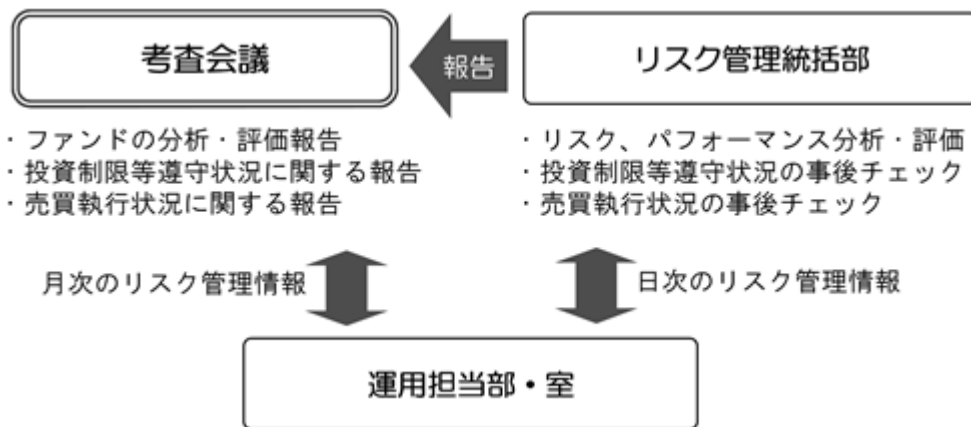 考査会議
報告
リスク管理統括部
・ファンドの分析・評価報告
・投資制限等遵守状況に関する報告
・売買執行状況に関する報告
・リスク、パフォーマンス分析・評価
・投資制限等遵守状況の事後チェック
・売買執行状況の事後チェック
月次のリスク管理情報
日次のリスク管理情報
運用担当部・室